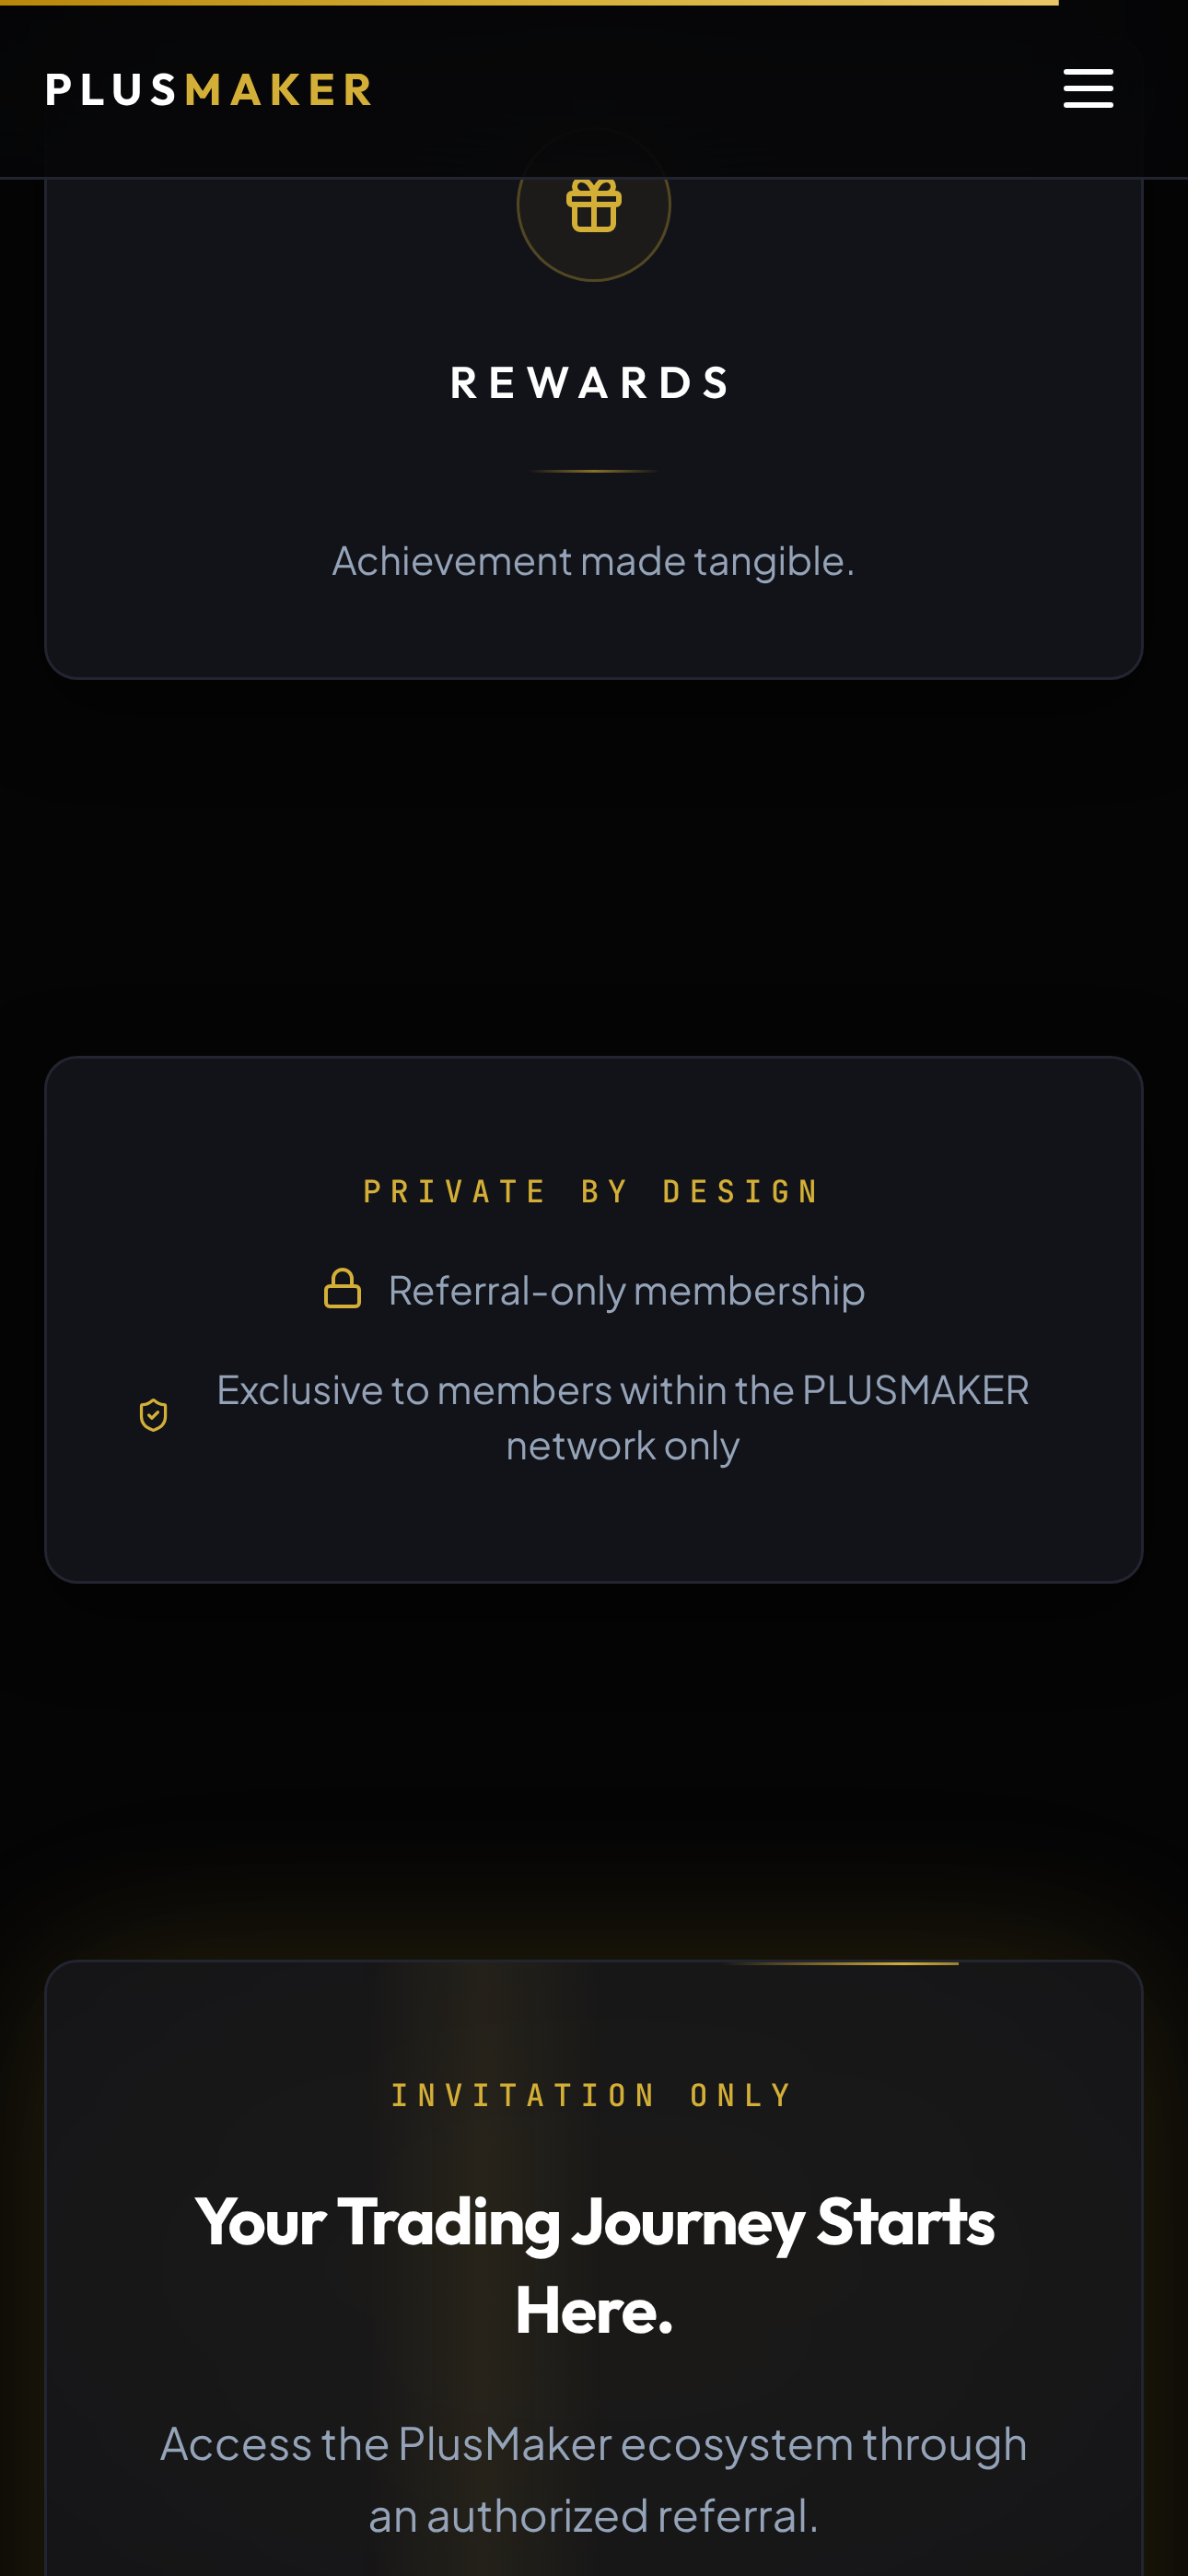 PLUSMAKER
REWARDS
Achievement made tangible.
PRIVATE BY DESIGN
Referral-only membership
Exclusive to members within the PLUSMAKER
network only
INVITATION ONLY
Your Trading Journey Starts
Here.
Access the PlusMaker ecosystem through
an authorized referral.